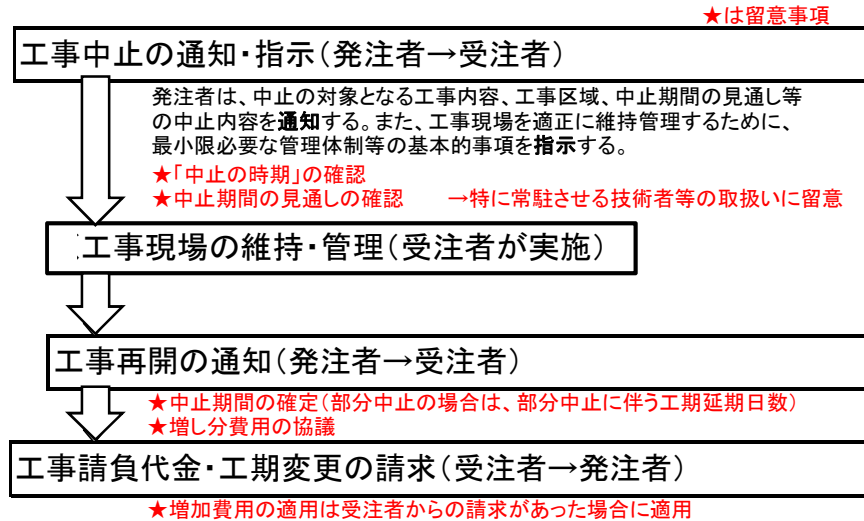 ★は留意事項
工事中止の通知・指示(発注者→受注者)
発注者は、中止の対象となる工事内容、工事区域、中止期間の見通し等
の中止内容を通知する。また、工事現場を適正に維持管理するために、
最小限必要な管理体制等の基本的事項を指示する。
★「中止の時期」の確認
★中止期間の見通しの確認　　→特に常駐させる技術者等の取扱いに留意
工事現場の維持・管理(受注者が実施)
工事再開の通知(発注者→受注者)
★中止期間の確定(部分中止の場合は、部分中止に伴う工期延期日数)
★増し分費用の協議
工事請負代金・工期変更の請求(受注者→発注者)
★増加費用の適用は受注者からの請求があった場合に適用